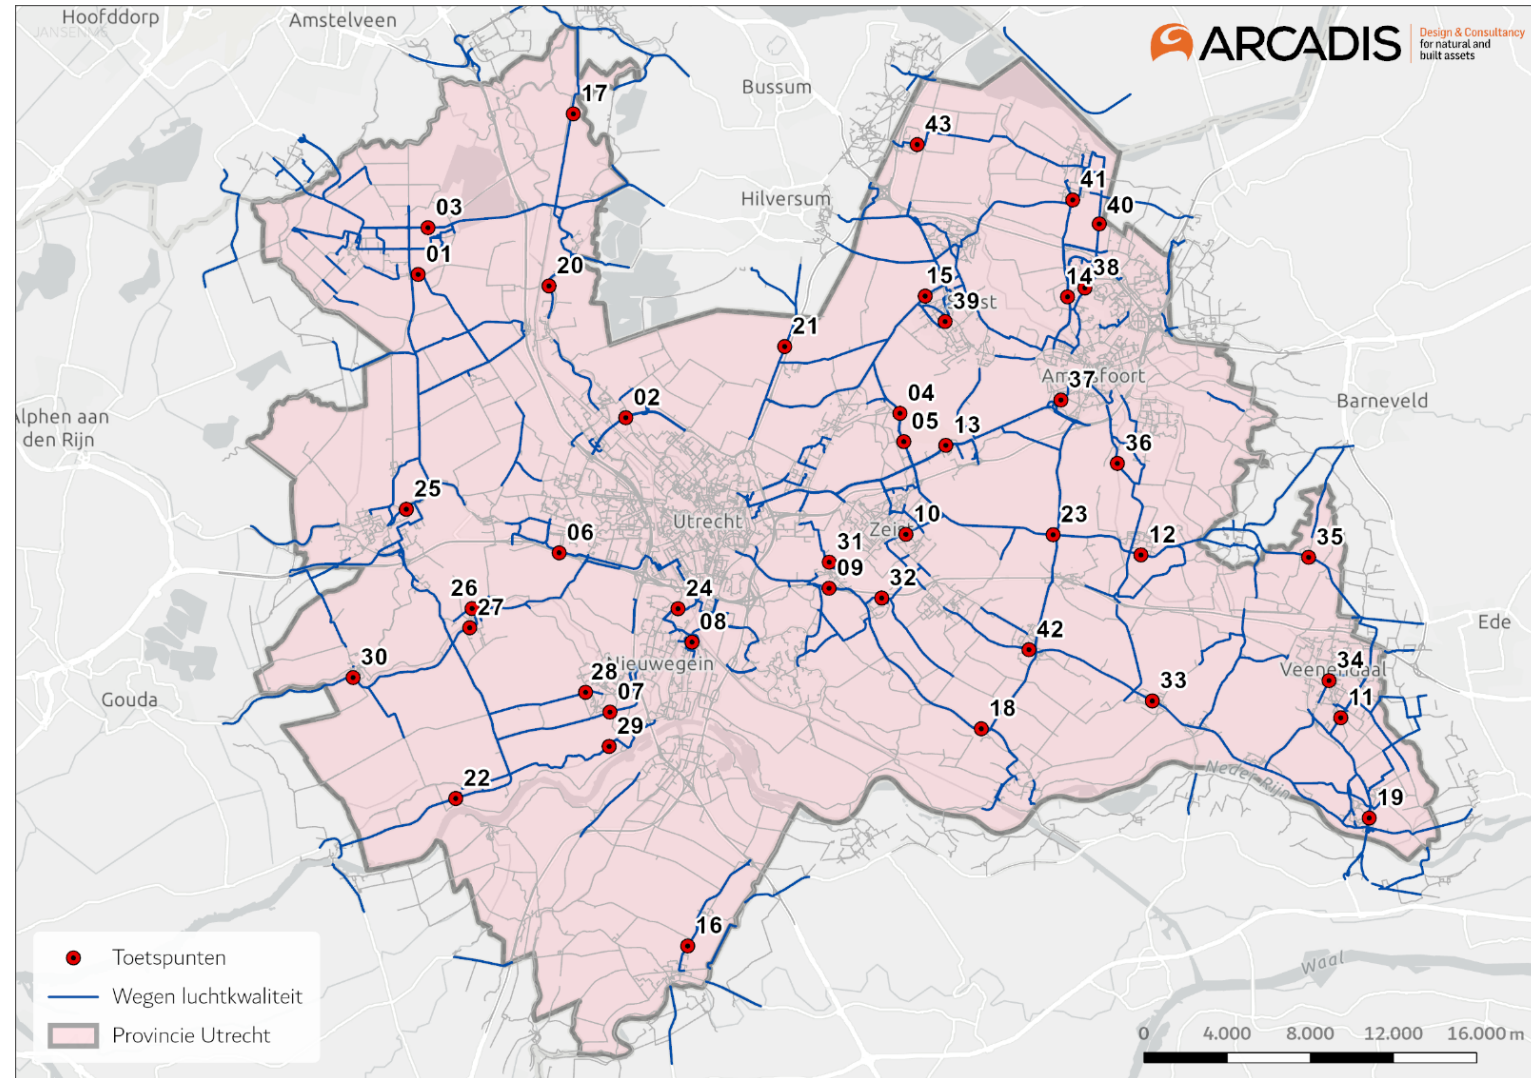 Hoofddorp
JANSENME
Amstelveen
ARCADIS
Design & Consultancy
for natural and
built assets
17
Bussum
43
Hilversum
41
03
40
01
20
15
38
14
Soest
39
21
Amersfoort
37
Alphen aan
den Rijn
02
04
Barneveld
05
13
36
25
Utrecht
10
Zeist
23
06
31
12
35
09
32
26
24
27
08
42
Ede
Nieuwegein
30
28
07
34
Veenendaal
33
11
Gouda
29
18
22
Neder Rijn
19
16
Waal
Toetspunten
Wegen luchtkwaliteit
Provincie Utrecht
0 4.000 8.000 12.000 16.000 m